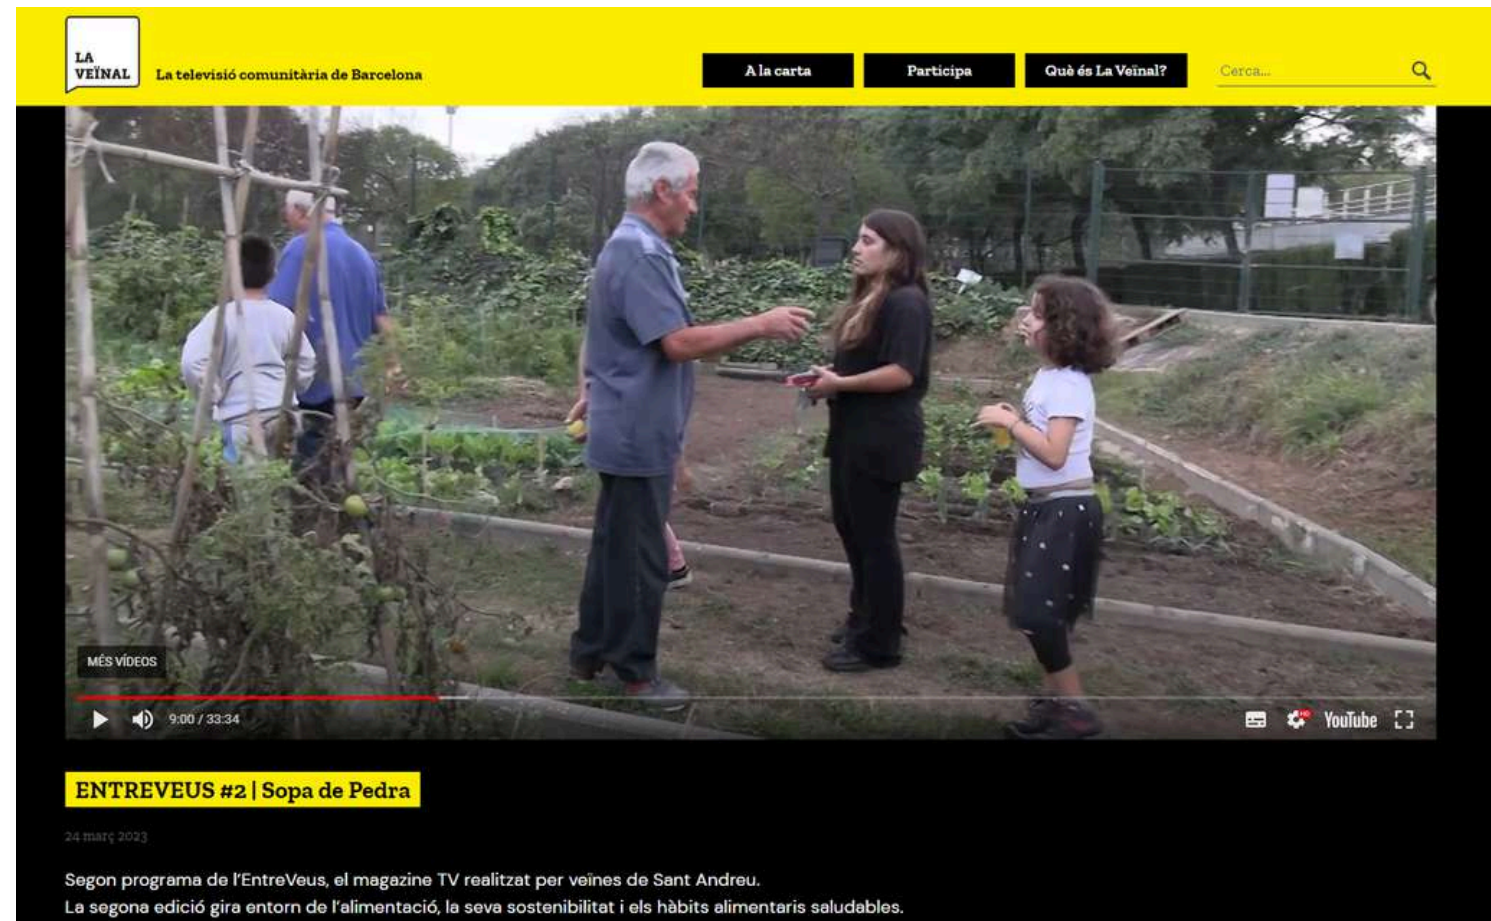 LA
VEÏNAL
La televisió comunitària de Barcelona
A la carta
Participa
Què és La Veïnal?
Cerca...
MÉS VÍDEOS
9:00 / 33:34
HD
YouTube
ENTREVEUS #2 | Sopa de Pedra
24 març 2023
Segon programa de l'EntreVeus, el magazine TV realitzat per veïnes de Sant Andreu.
La segona edició gira entorn de l'alimentació, la seva sostenibilitat i els hàbits alimentaris saludables.